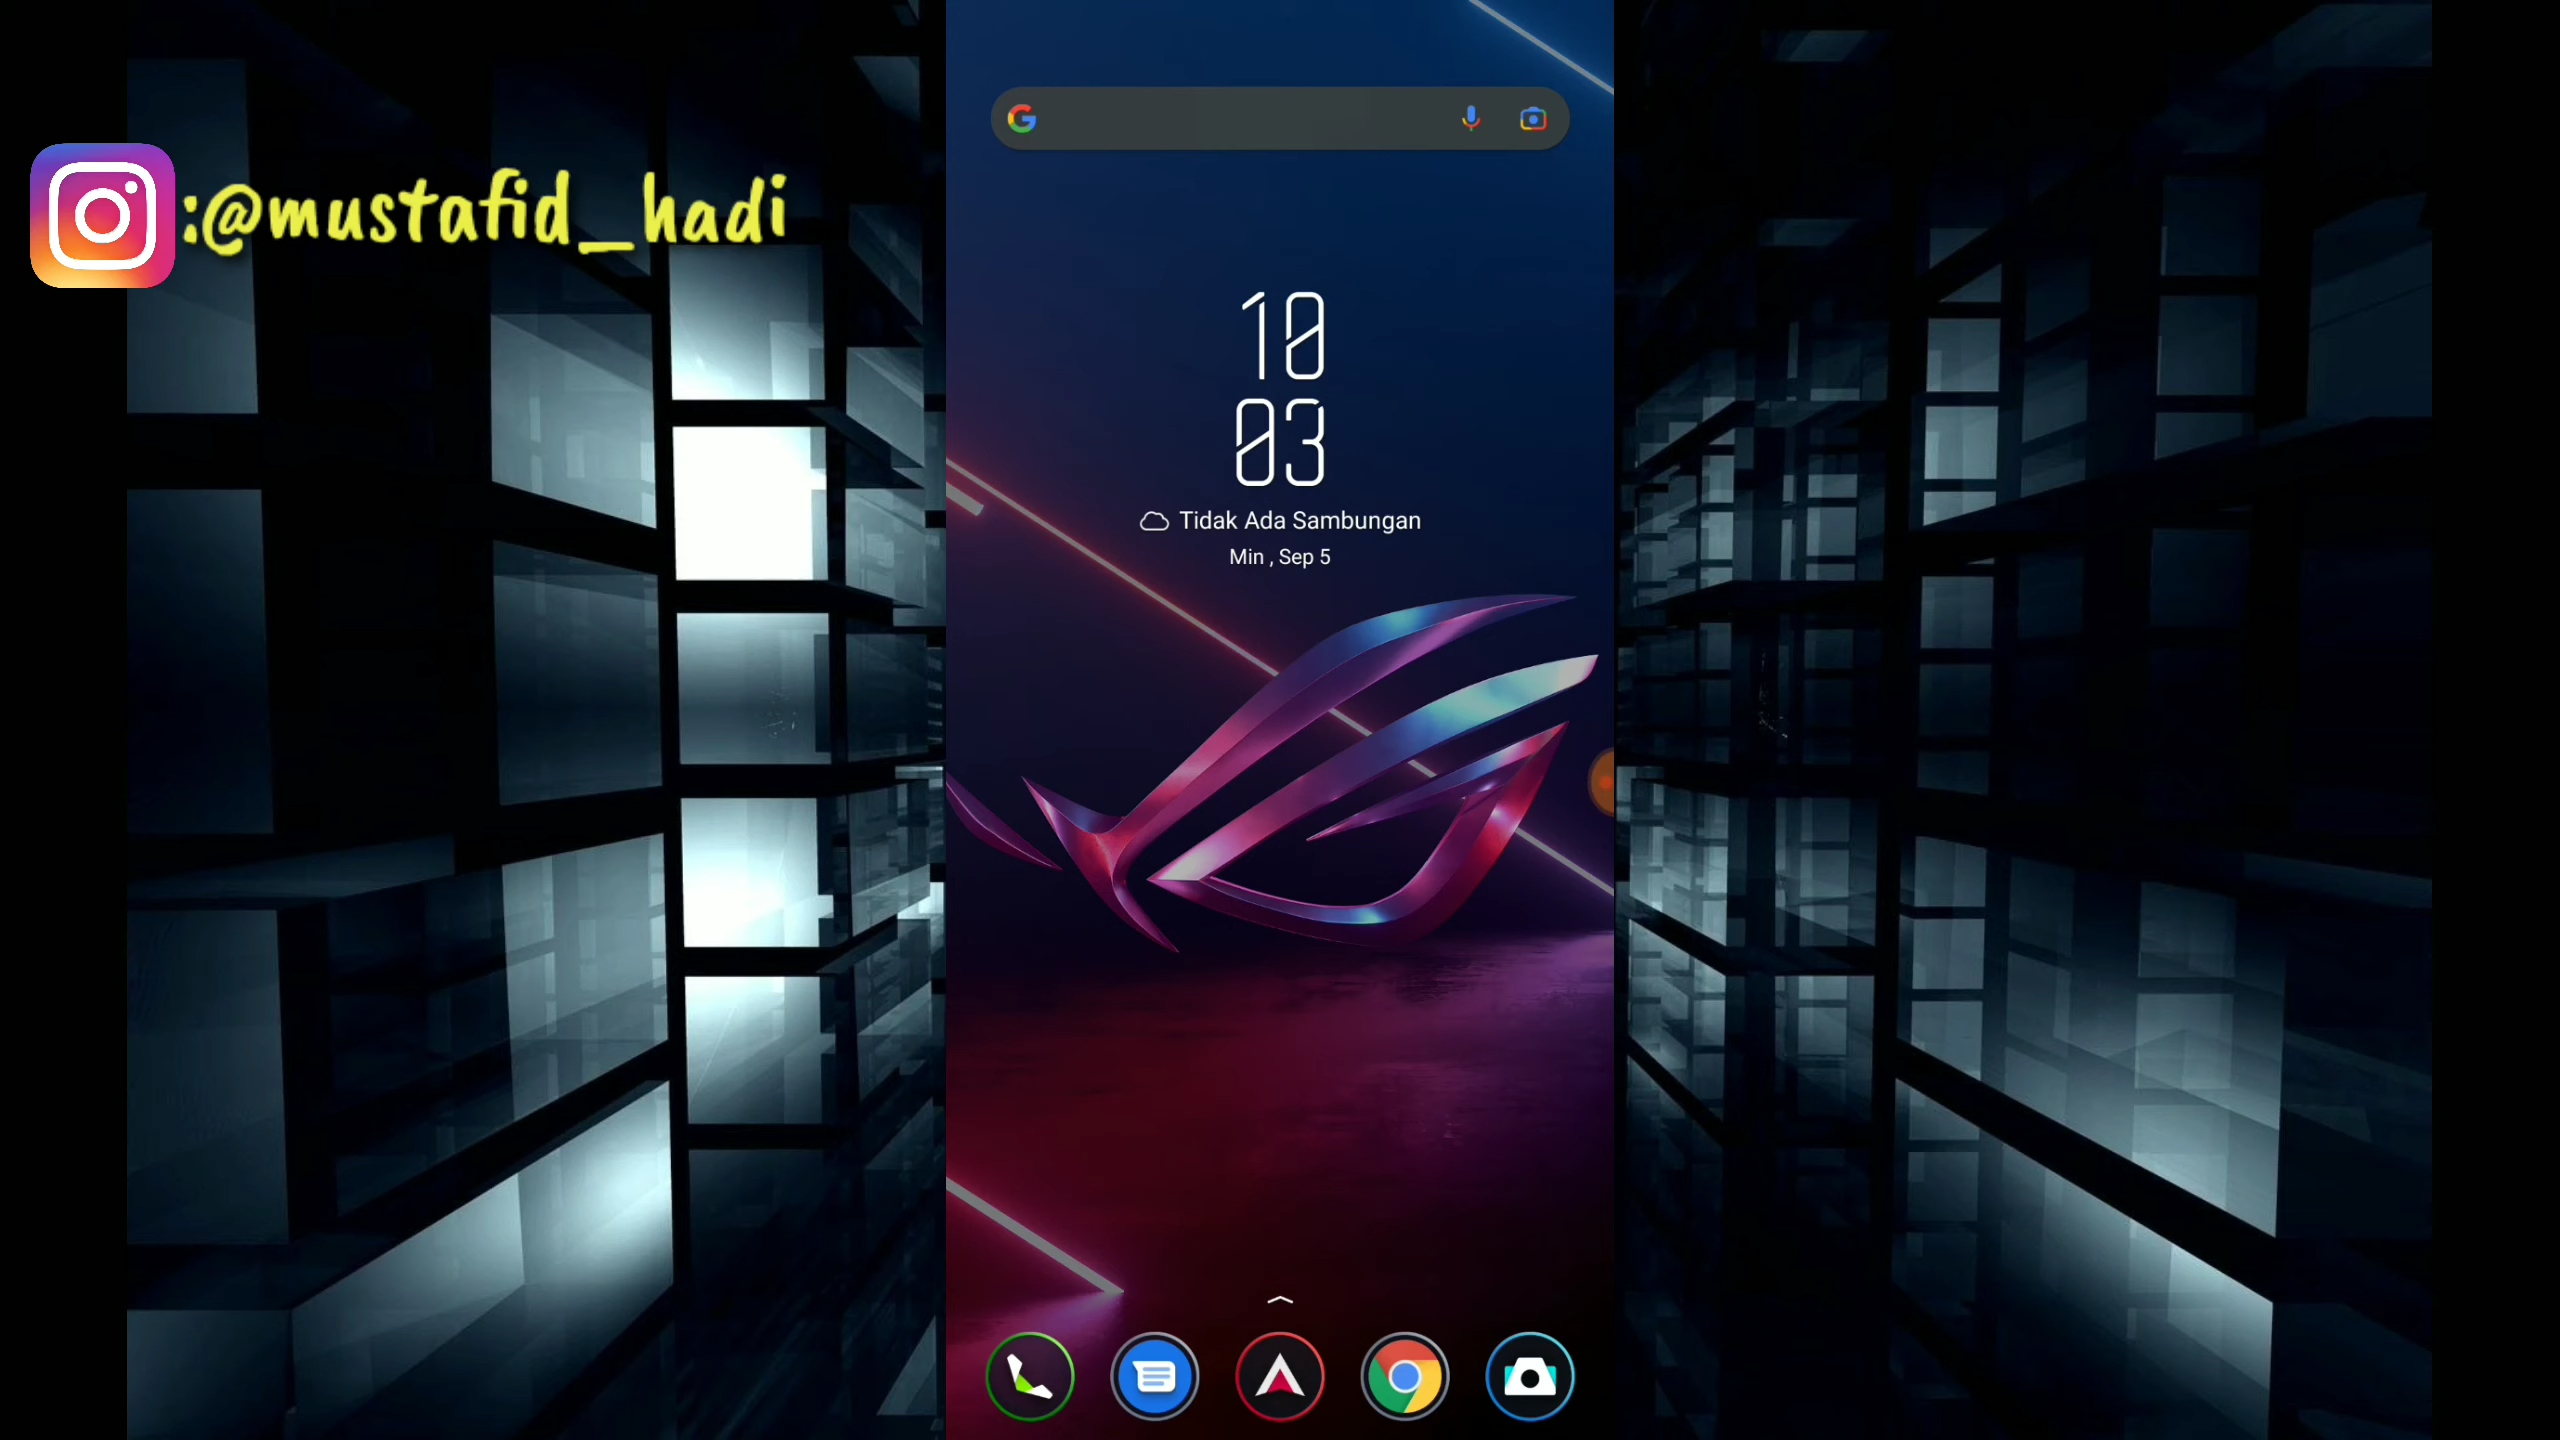 :@mustafid_hadi
10
03
Tidak Ada Sambungan
Min , Sep 5